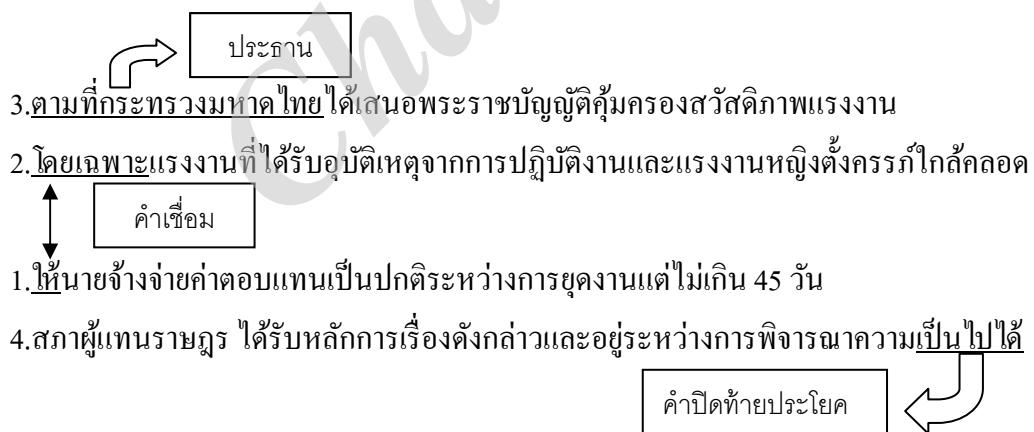 ประธาน
3.ตามที่กระทรวงมหาดไทยได้เสนอพระราชบัญญัติคุ้มครองสวัสดิภาพแรงงาน
2.โดยเฉพาะแรงงานที่ได้รับอุบัติเหตุจากการปฏิบัติงานและแรงงานหญิงตั้งครรภ์ใกล้คลอด
คำเชื่อม
1.ให้นายจ้างจ่ายค่าตอบแทนเป็นปกติระหว่างการยุดงานแต่ไม่เกิน 45 วัน
4.สภาผู้แทนราษฎร ได้รับหลักการเรื่องดังกล่าวและอยู่ระหว่างการพิจารณาความเป็นไปได้
คำปิดท้ายประโยค